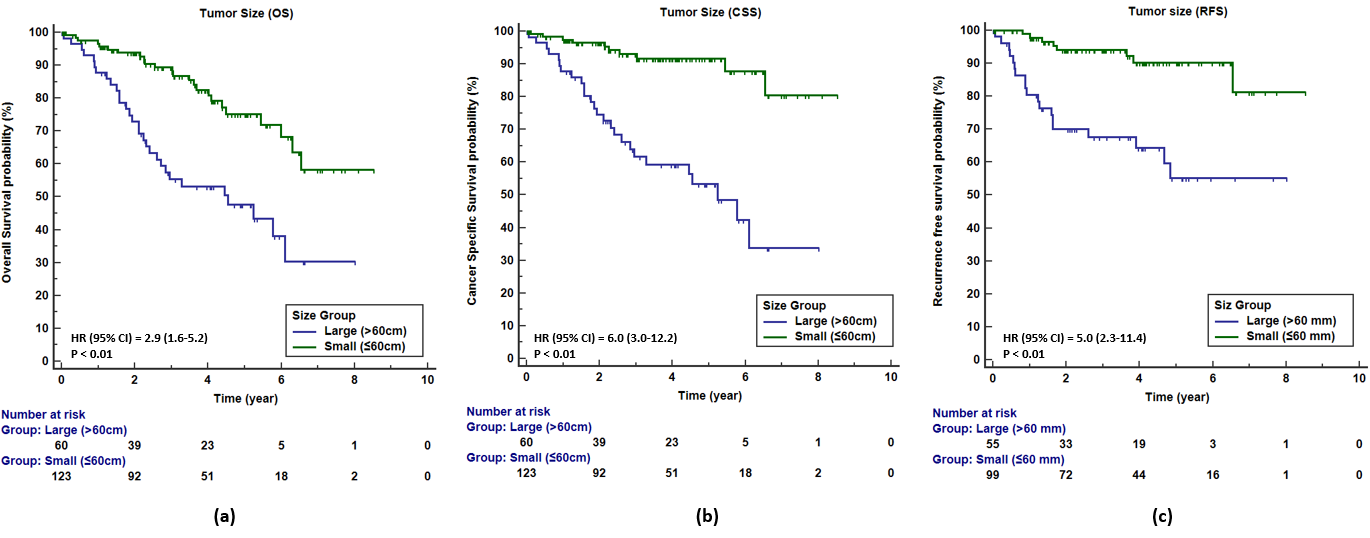 Tumor Size (OS)
100
90
80
70
60
50
40
30
20
10
0
Overall Survival probability (%)
Size Group
Large (>60cm)
Small (≤60cm)
HR (95% CI) = 2.9 (1.6-5.2)
P < 0.01
0 2 4 6 8 10
Time (year)
Number at risk
Group: Large (>60cm)
60 39 23 5 1 0
Group: Small (≤60cm)
123 92 51 18 2 0
(a)
Tumor Size (CSS)
100
90
80
70
60
50
40
30
20
10
0
Cancer Specific Survival probability (%)
Size Group
Large (>60cm)
Small (≤60cm)
HR (95% CI) = 6.0 (3.0-12.2)
P < 0.01
0 2 4 6 8 10
Time (year)
Number at risk
Group: Large (>60cm)
60 39 23 5 1 0
Group: Small (≤60cm)
123 92 51 18 2 0
(b)
Tumor size (RFS)
100
90
80
70
60
50
40
30
20
10
0
Recurrence free survival probability (%)
Siz Group
Large (>60 mm)
Small (≤60 mm)
HR (95% CI) = 5.0 (2.3-11.4)
P < 0.01
0 2 4 6 8 10
Time (year)
Number at risk
Group: Large (>60 mm)
55 33 19 3 1 0
Group: Small (≤60 mm)
99 72 44 16 1 0
(c)